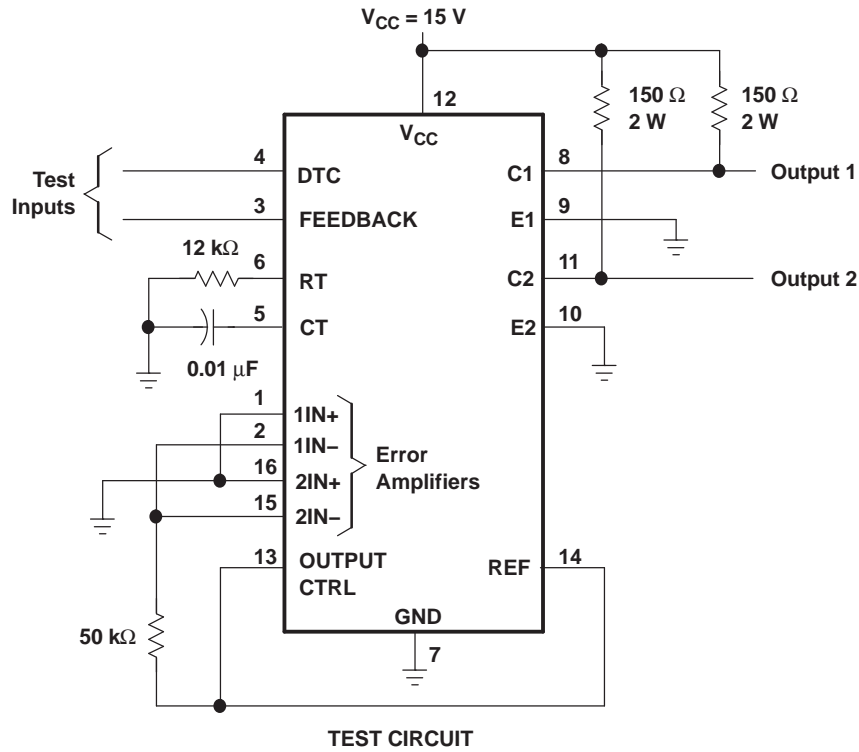 VCC = 15 V
12
VCC
150 Ω
2 W
150 Ω
2 W
Test
Inputs
4
DTC
3
FEEDBACK
12 kΩ
6
RT
5
CT
0.01 μF
1
1IN+
2
1IN−
16
2IN+
15
2IN−
Error
Amplifiers
13
OUTPUT
CTRL
50 kΩ
C1
8
Output 1
E1
9
C2
11
Output 2
E2
10
REF
14
GND
7
TEST CIRCUIT